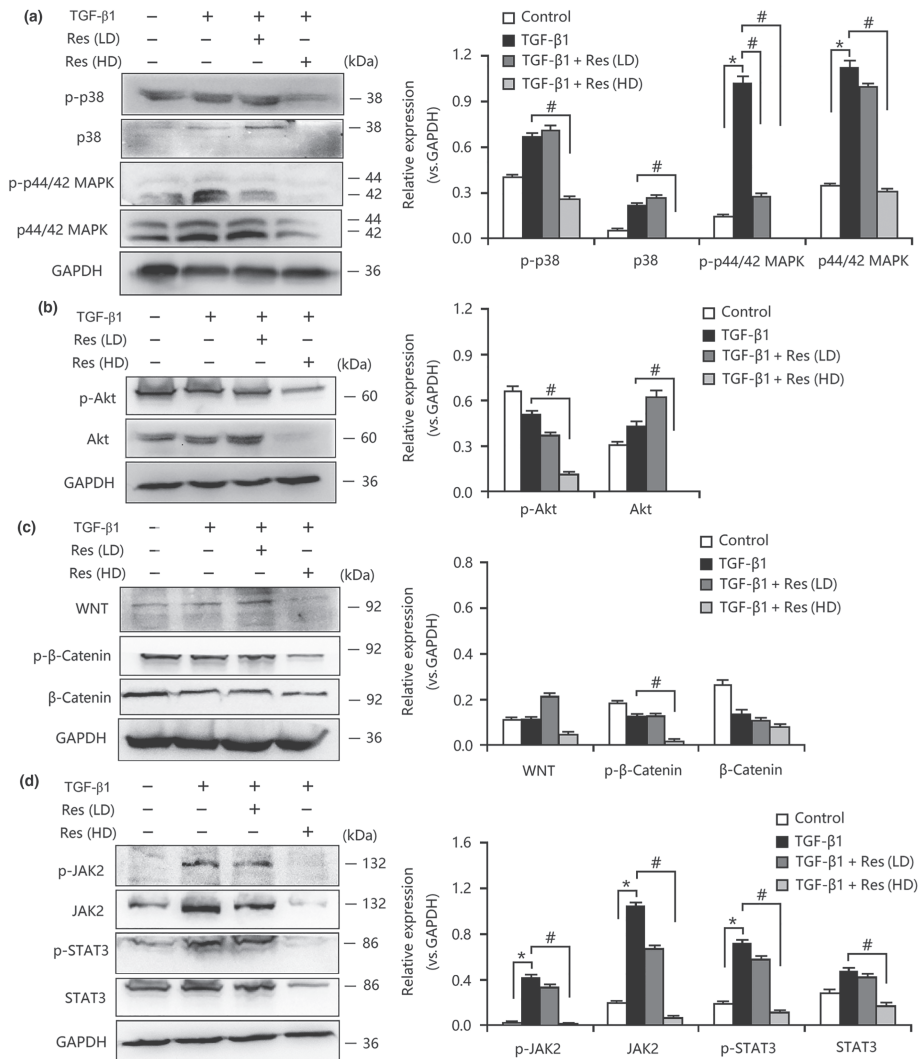 (a)
TGF-β1 – + + +
Res (LD) – – + –
Res (HD) – – – + (kDa)
p-p38 – 38
p38 – 38
p-p44/42 MAPK – 44
– 42
p44/42 MAPK – 44
– 42
GAPDH – 36
Control
TGF-β1
TGF-β1 + Res (LD)
TGF-β1 + Res (HD)
Relative expression
(vs.GAPDH)
1.2
0.9
0.6
0.3
0.0
# # * # # * #
p-p38 p38 p-p44/42 MAPK p44/42 MAPK
(b)
TGF-β1 – + + +
Res (LD) – – + –
Res (HD) – – – + (kDa)
p-Akt – 60
Akt – 60
GAPDH – 36
Control
TGF-β1
TGF-β1 + Res (LD)
TGF-β1 + Res (HD)
Relative expression
(vs.GAPDH)
1.2
0.9
0.6
0.3
0.0
# #
p-Akt Akt
(c)
TGF-β1 – + + +
Res (LD) – – + –
Res (HD) – – – + (kDa)
WNT – 92
p-β-Catenin – 92
β-Catenin – 92
GAPDH – 36
Control
TGF-β1
TGF-β1 + Res (LD)
TGF-β1 + Res (HD)
Relative expression
(vs.GAPDH)
0.8
0.6
0.4
0.2
0.0
#
WNT p-β-Catenin β-Catenin
(d)
TGF-β1 – + + +
Res (LD) – – + –
Res (HD) – – – + (kDa)
p-JAK2 – 132
JAK2 – 132
p-STAT3 – 86
STAT3 – 86
GAPDH – 36
Control
TGF-β1
TGF-β1 + Res (LD)
TGF-β1 + Res (HD)
Relative expression
(vs.GAPDH)
1.6
1.2
0.8
0.4
0.0
* # * # * # #
p-JAK2 JAK2 p-STAT3 STAT3